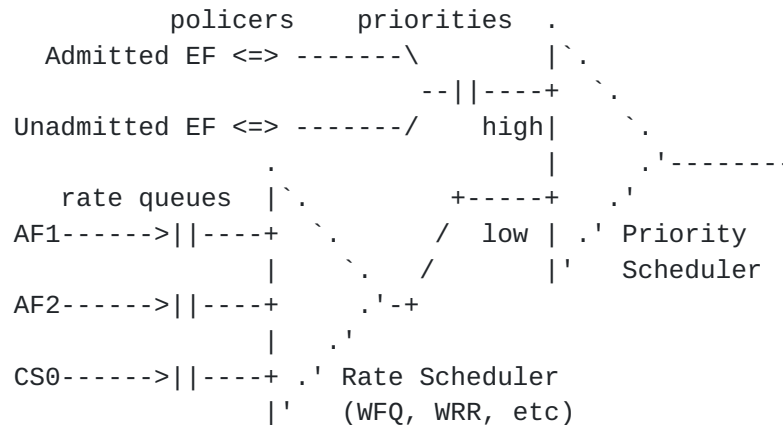 policers priorities
Admitted EF <=> -------\ |`.
--||----+ `.
Unadmitted EF <=> -------/ high| `.
. | .'--------
rate queues |`. +-----+ .'
AF1------>||----+ `. / low | .' Priority
| `. / |' Scheduler
AF2------>||----+ .'-+
| .'
CS0------>||----+ .' Rate Scheduler
|' (WFQ, WRR, etc)